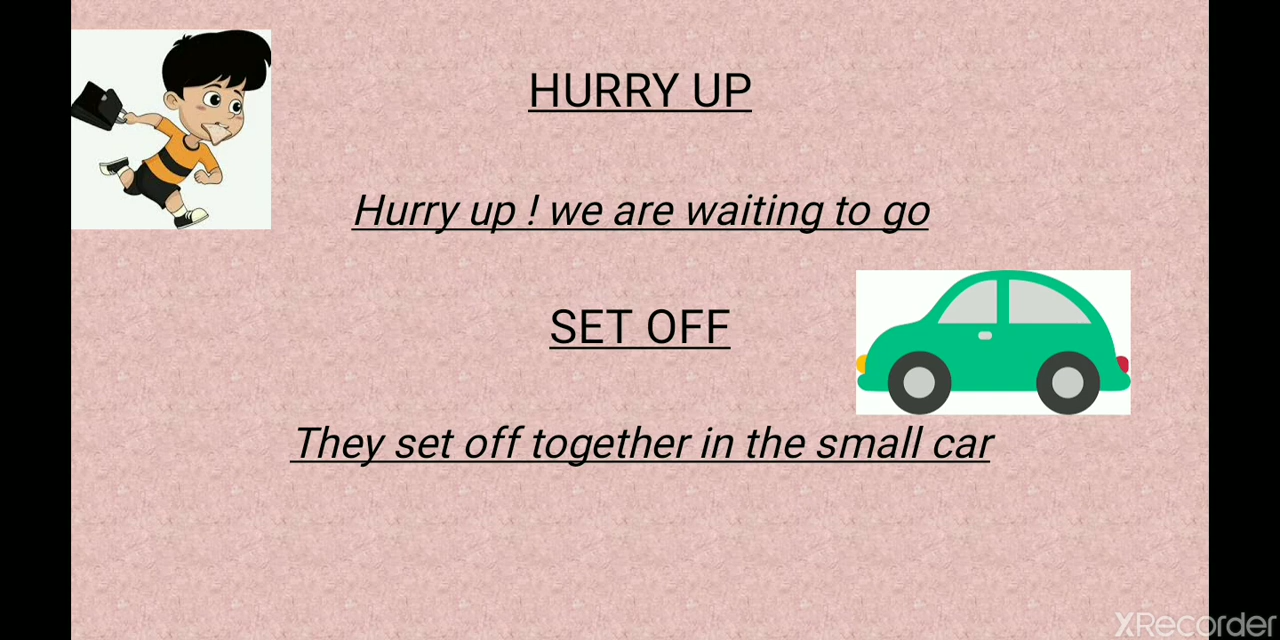 HURRY UP
Hurry up ! we are waiting to go
SET OFF
They set off together in the small car
XRecorder